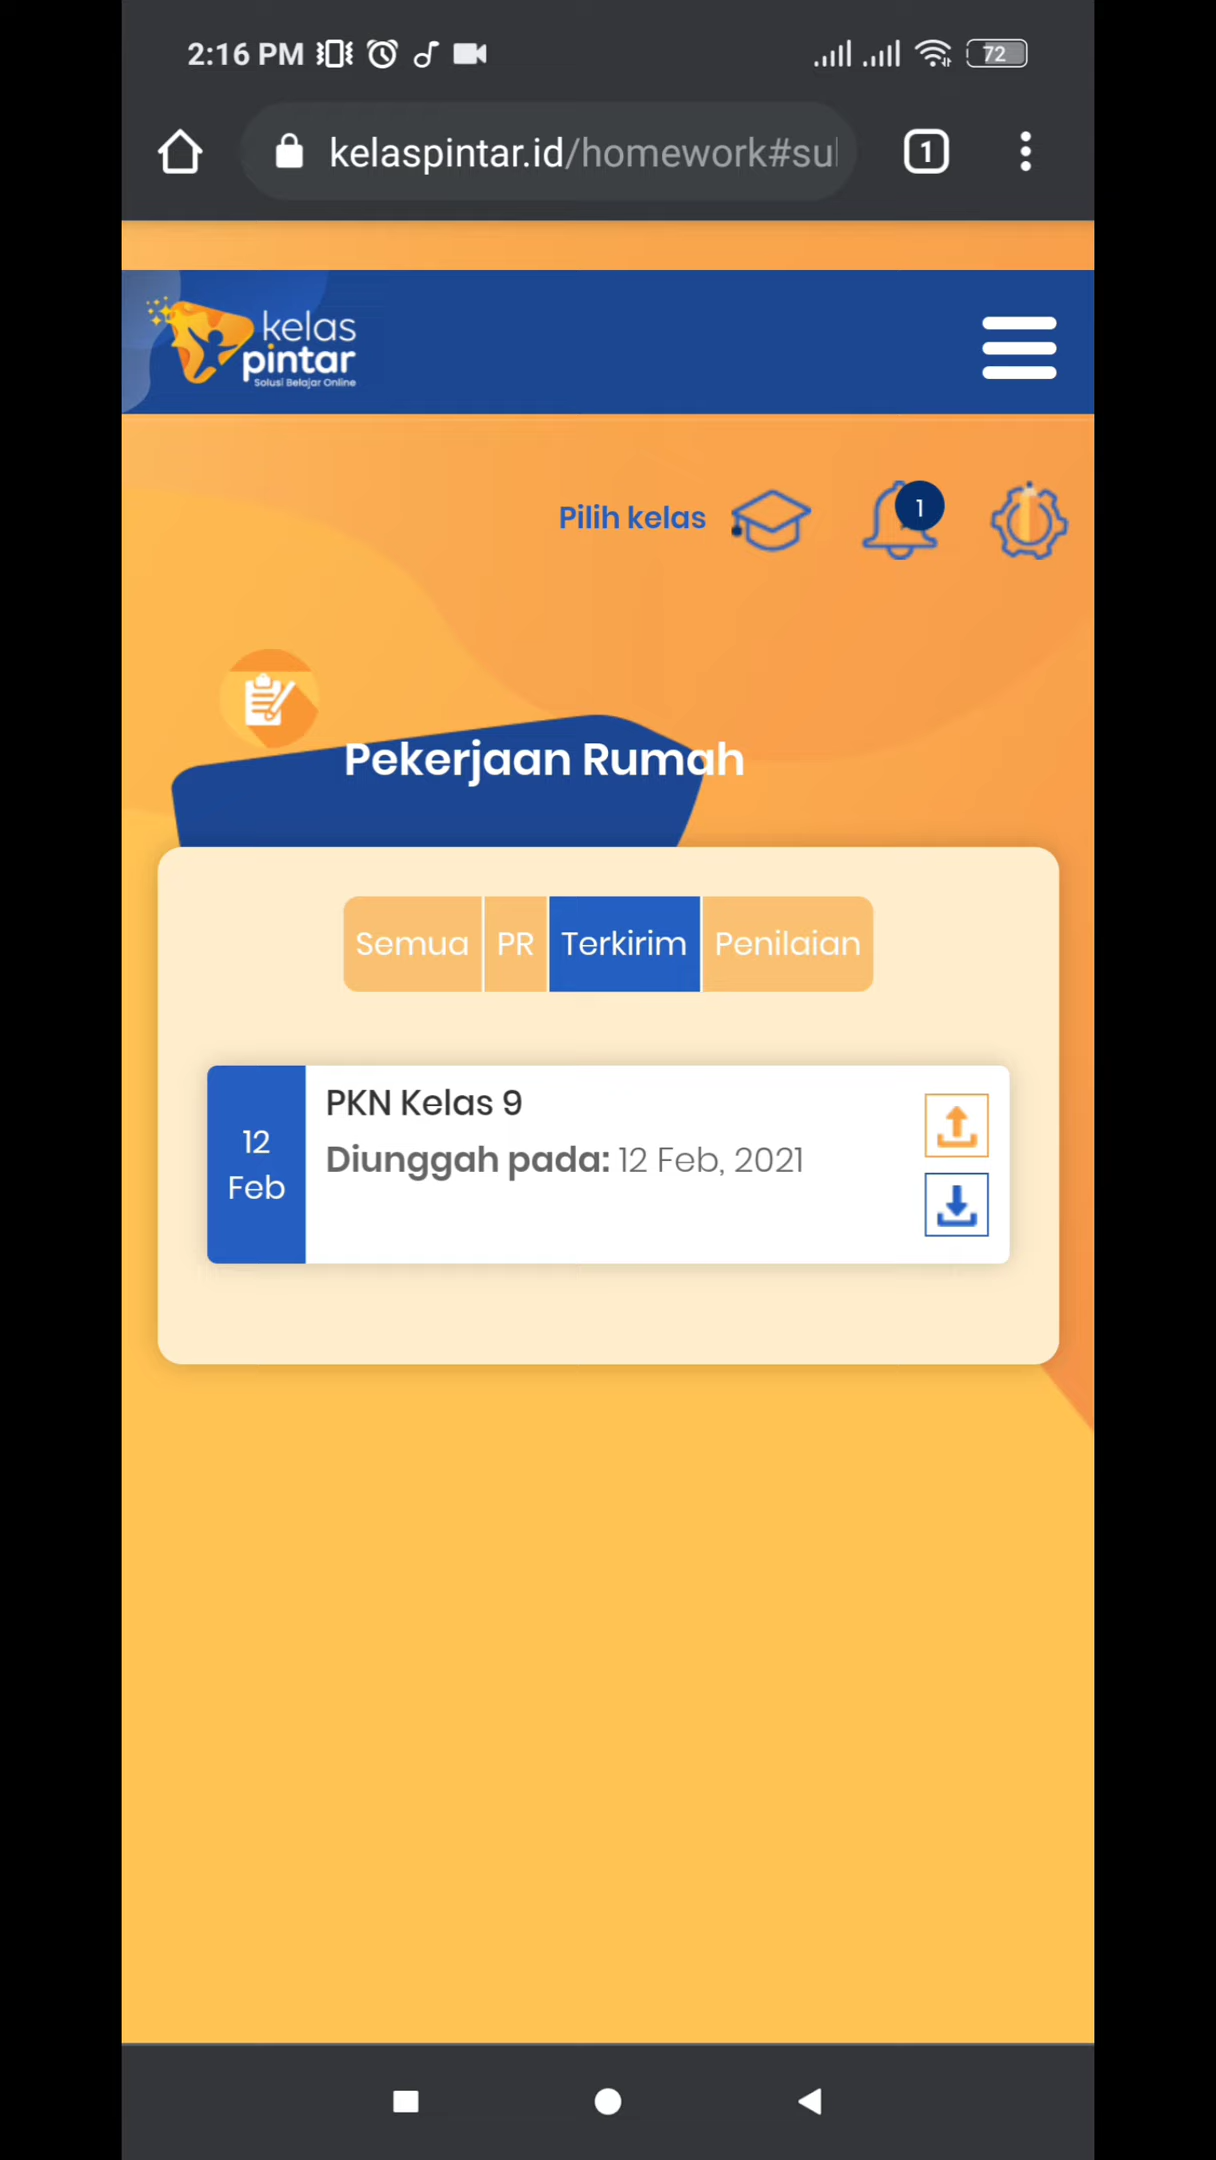 2:16 PM
72
kelaspintar.id/homework#su
1
kelas
pintar
Solusi Belajar Online
Pilih kelas
1
Pekerjaan Rumah
Semua PR Terkirim Penilaian
12
Feb
PKN Kelas 9
Diunggah pada: 12 Feb, 2021